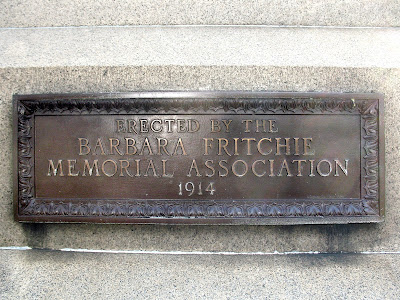 ERECTED BY THE
BARBARA FRITCHIE
MEMORIAL ASSOCIATION
1914